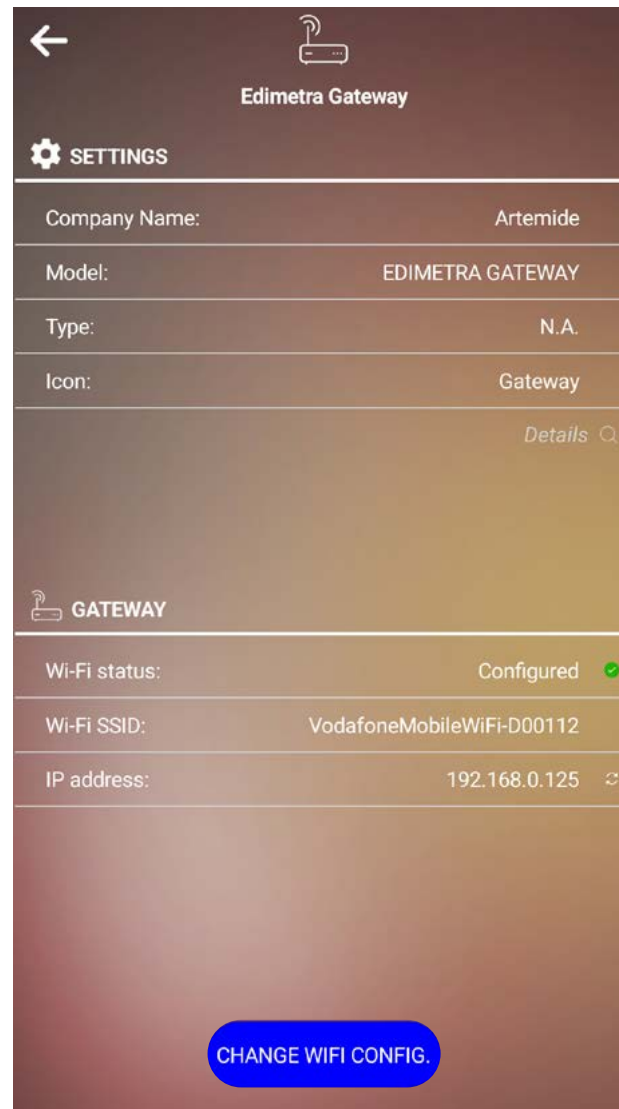 Edimetra Gateway
SETTINGS
Company Name: Artemide
Model: EDIMETRA GATEWAY
Type: N.A.
Icon: Gateway
Details
GATEWAY
Wi-Fi status: Configured
Wi-Fi SSID: VodafoneMobileWiFi-D00112
IP address: 192.168.0.125
CHANGE WIFI CONFIG.